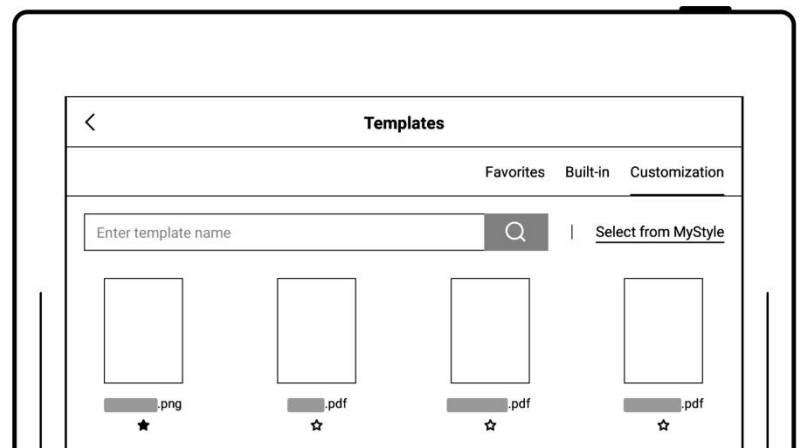 Templates
Favorites Built-in Customization
Enter template name | Select from MyStyle
.png .pdf .pdf .pdf